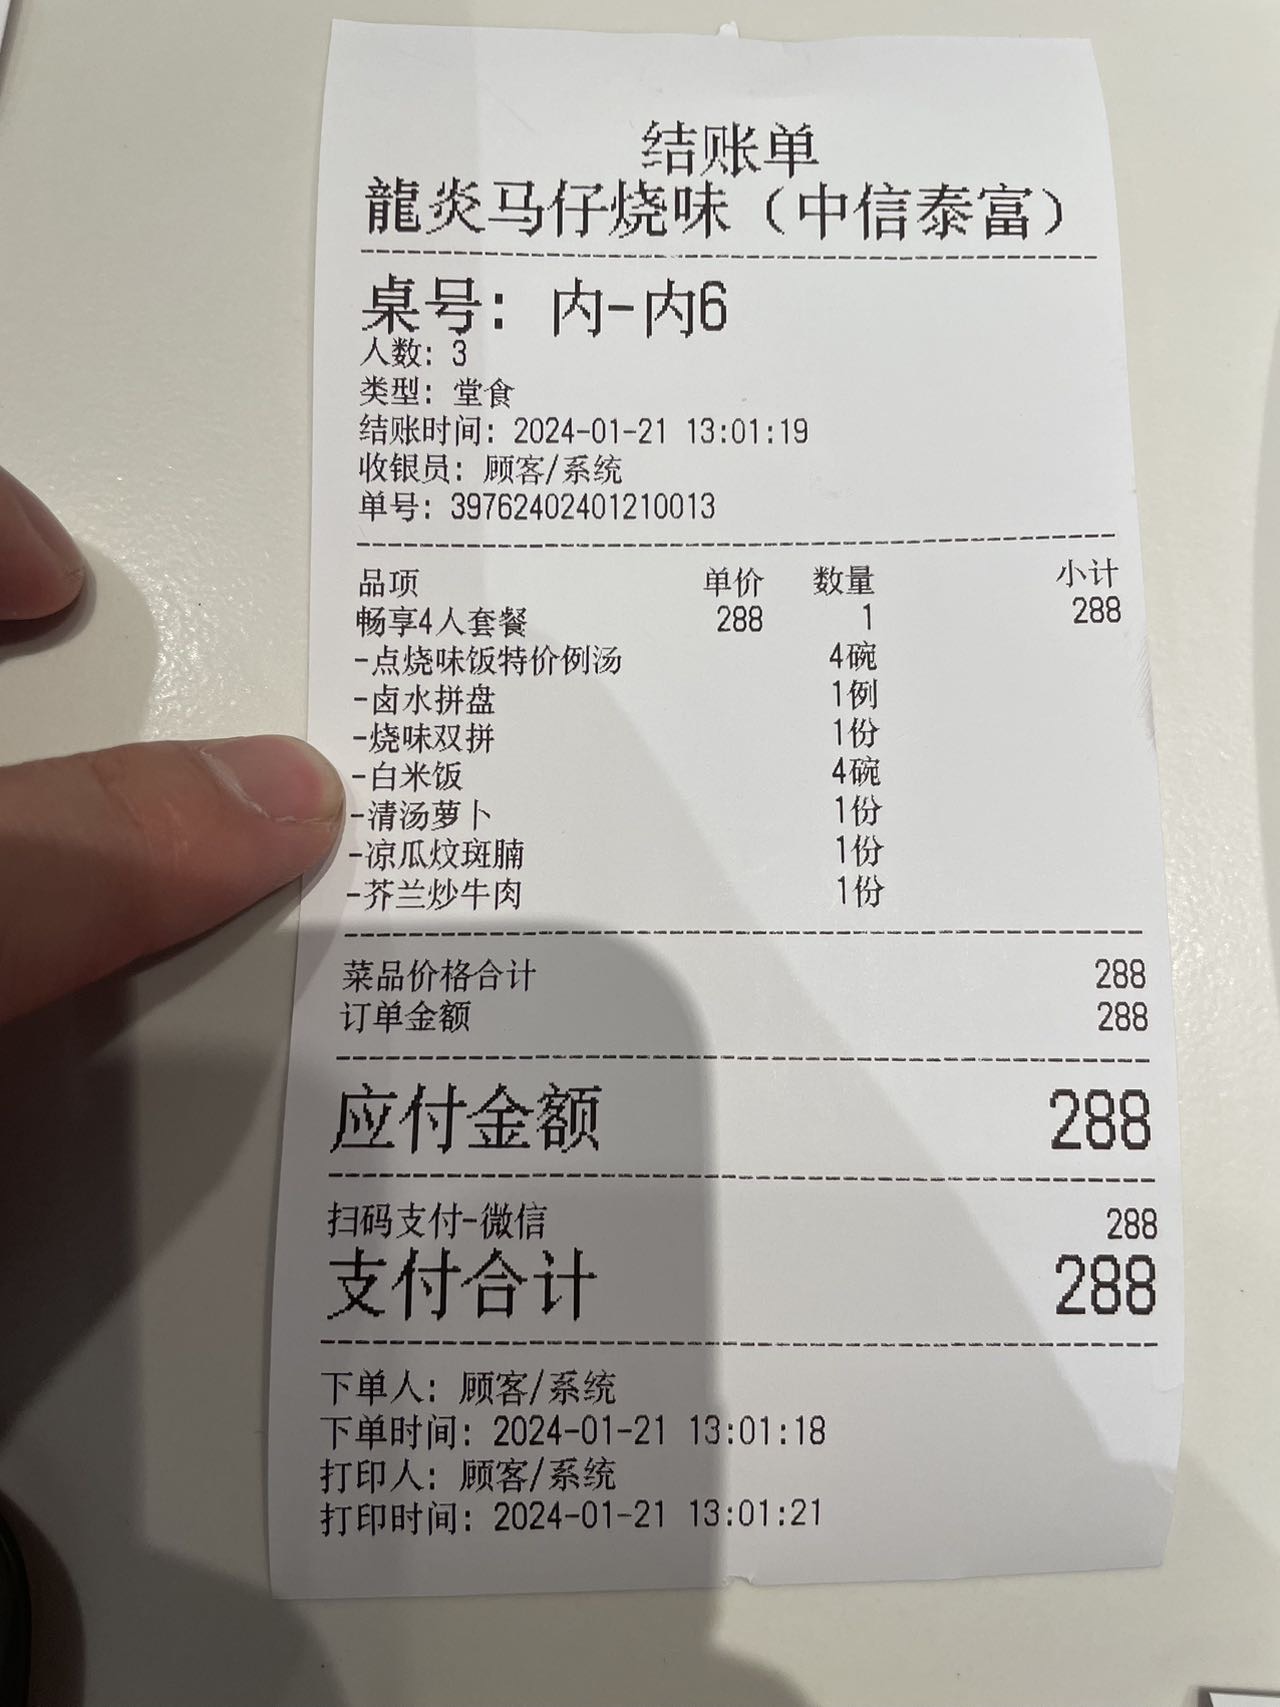 结账单
龍炎马仔烧味（中信泰富）
桌号: 内-内6
人数: 3
类型: 堂食
结账时间: 2024-01-21 13:01:19
收银员: 顾客/系统
单号: 39762402401210013
品项 单价 数量 小计
畅享4人套餐 288 1 288
-点烧味饭特价例汤 4碗
-卤水拼盘 1例
-烧味双拼 1份
-白米饭 4碗
-清汤萝卜 1份
-凉瓜炆斑腩 1份
-芥兰炒牛肉 1份
菜品价格合计 288
订单金额 288
应付金额 288
扫码支付-微信 288
支付合计 288
下单人: 顾客/系统
下单时间: 2024-01-21 13:01:18
打印人: 顾客/系统
打印时间: 2024-01-21 13:01:21